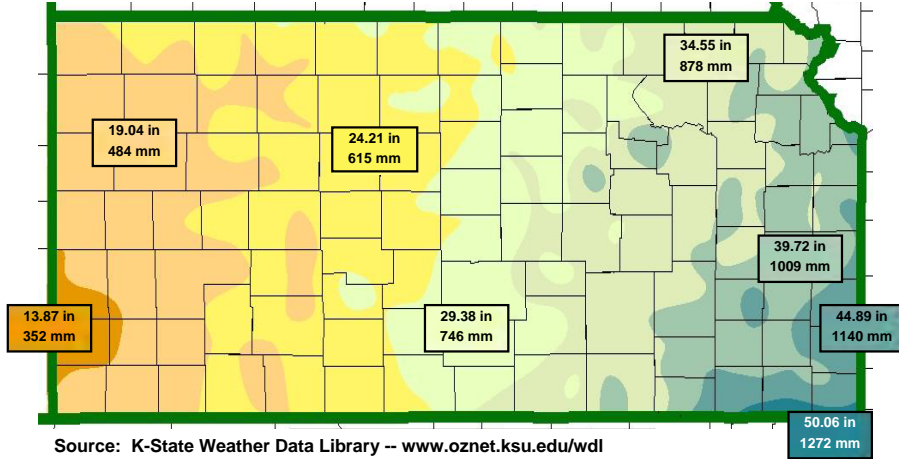 34.55 in
878 mm
19.04 in
484 mm
24.21 in
615 mm
39.72 in
1009 mm
13.87 in
352 mm
29.38 in
746 mm
44.89 in
1140 mm
50.06 in
1272 mm
Source: K-State Weather Data Library -- www.oznet.ksu.edu/wdl